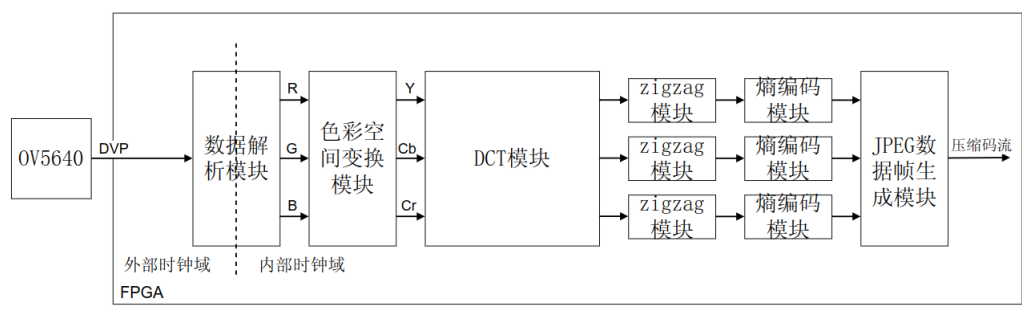 OV5640
DVP
数据解
析模块
R
G
B
色彩空
间变换
模块
Y
Cb
Cr
DCT模块
zigzag
模块
熵编码
模块
zigzag
模块
熵编码
模块
zigzag
模块
熵编码
模块
JPEG数
据帧生
成模块
压缩码流
外部时钟域
内部时钟域
FPGA